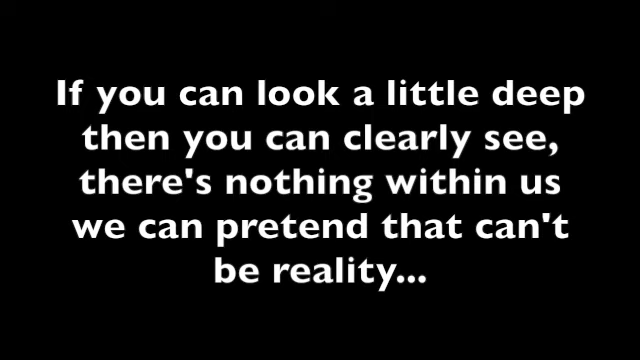 If you can look a little deep
then you can clearly see,
there's nothing within us
we can pretend that can't
be reality...